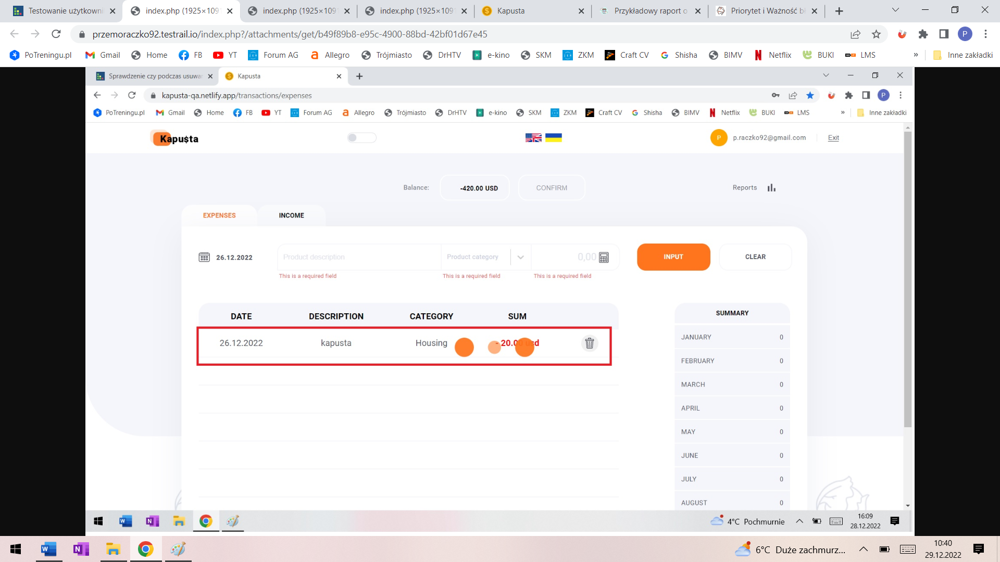 Testowanie użytkowni
index.php (1925×109
index.php (1925×1091
index.php (1925×109
Kapusta
Przykładowy raport o
Priorytet i Ważność bł
przemoraczko92.testrail.io/index.php?/attachments/get/b49f89b8-e95c-4900-88bd-42bf01d67e45
P
PoTreningu.pl Gmail Home FB YT Forum AG Allegro Trójmiasto DrHTV e-kino SKM ZKM Craft CV Shisha BIMV Netflix BUKI LMS » Inne zakładki
Sprawdzenie czy podczas usuwan
Kapusta
kapusta-qa.netlify.app/transactions/expenses
P
PoTreningu.pl Gmail Home FB YT Forum AG Allegro Trójmiasto DrHTV e-kino SKM ZKM Craft CV Shisha BIMV Netflix BUKI LMS » Inne zakładki
Kapu$ta
P p.raczko92@gmail.com Exit
Balance: -420.00 USD CONFIRM Reports
EXPENSES INCOME
26.12.2022 Product description Product category 0,00 INPUT CLEAR
This is a required field This is a required field This is a required field
DATE DESCRIPTION CATEGORY SUM
26.12.2022 kapusta Housing - 20.00 usd
SUMMARY
JANUARY 0
FEBRUARY 0
MARCH 0
APRIL 0
MAY 0
JUNE 0
JULY 0
AUGUST 0
4°C Pochmurnie
16:09
28.12.2022
6°C Duże zachmurz...
10:40
29.12.2022